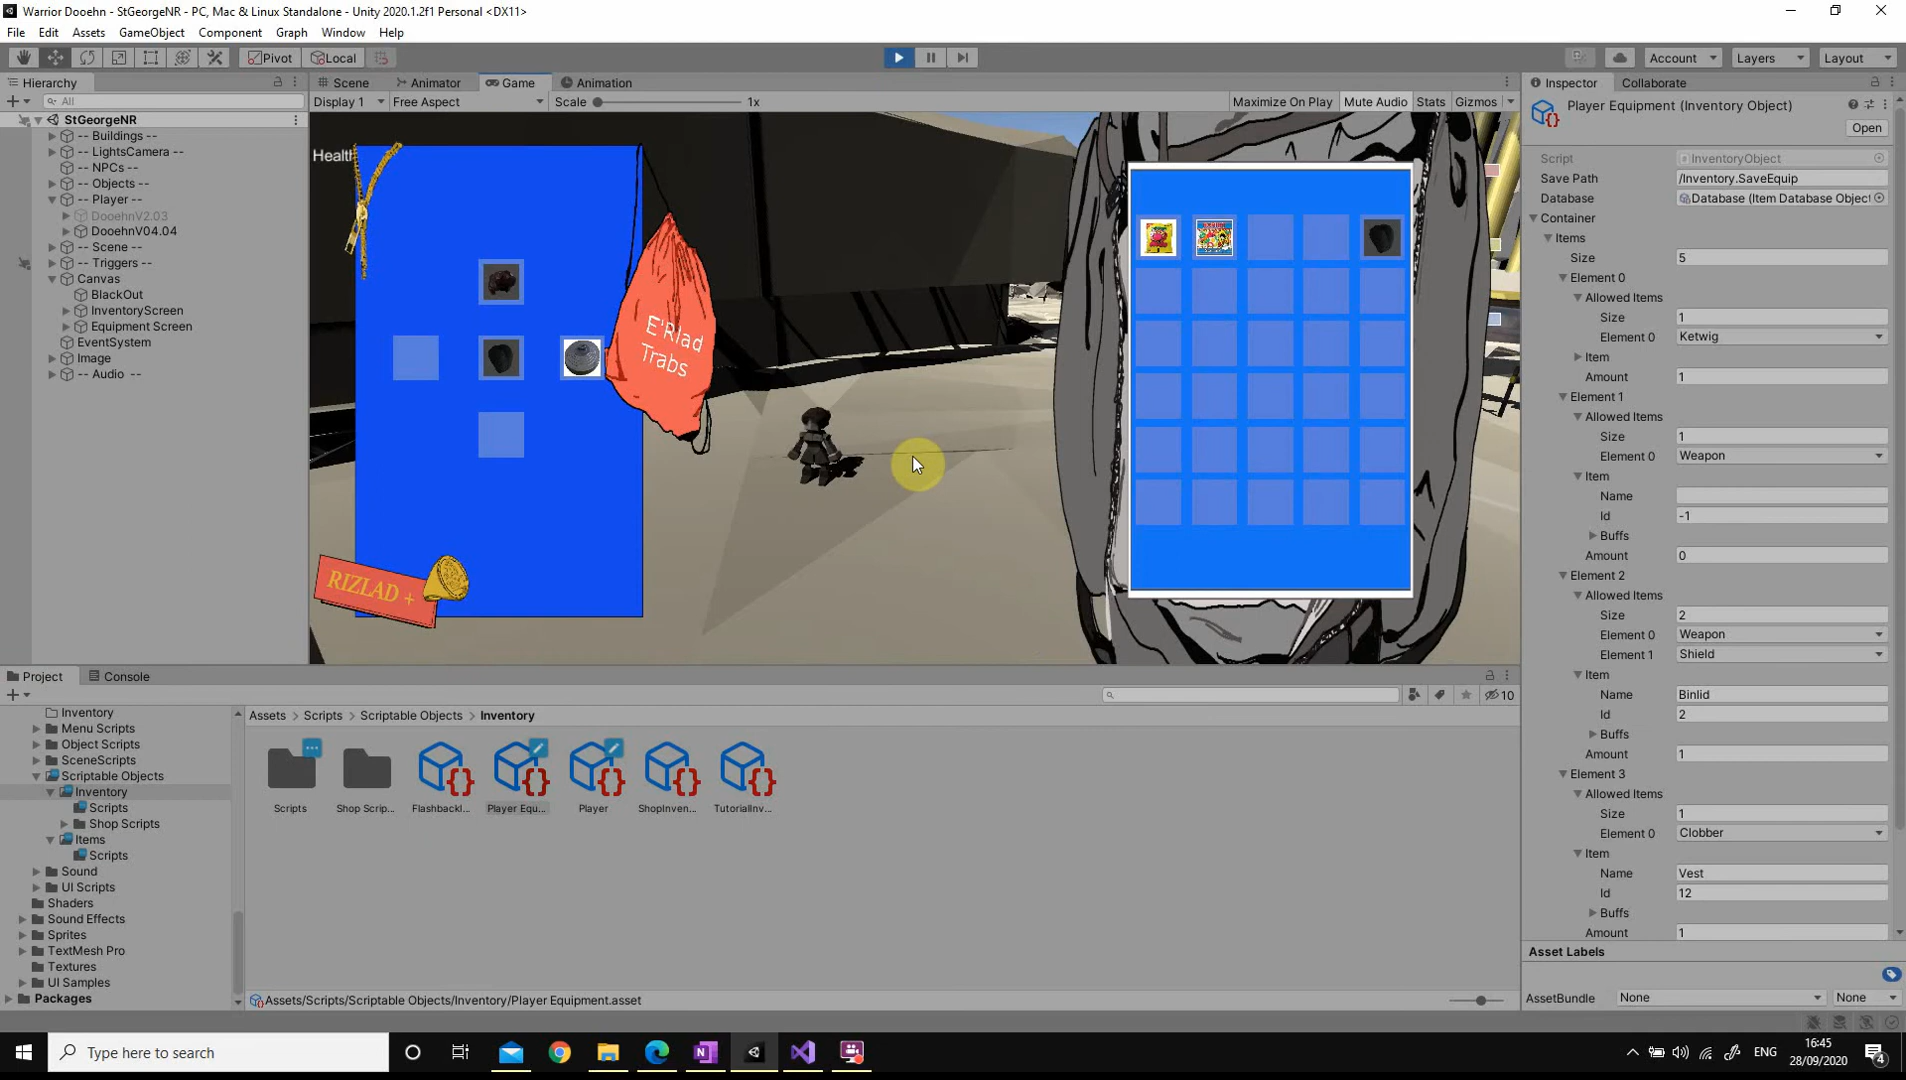 Warrior Dooehn - StGeorgeNR - PC, Mac & Linux Standalone - Unity 2020.1.2f1 Personal <DX11>
File Edit Assets GameObject Component Graph Window Help
Pivot Local Account Layers Layout
Hierarchy
All
StGeorgeNR
-- Buildings --
-- LightsCamera --
-- NPCs --
-- Objects --
-- Player --
DooehnV2.03
DooehnV04.04
-- Scene --
-- Triggers --
Canvas
BlackOut
InventoryScreen
Equipment Screen
EventSystem
Image
-- Audio --
Scene Animator Game Animation
Display 1 Free Aspect Scale 1x Maximize On Play Mute Audio Stats Gizmos
Health
E'Rlad
Trabs
RIZLAD +
Inspector Collaborate
Player Equipment (Inventory Object)
Open
Script InventoryObject
Save Path /Inventory.SaveEquip
Database Database (Item Database Object
Container
Items
Size 5
Element 0
Allowed Items
Size 1
Element 0 Ketwig
Item
Amount 1
Element 1
Allowed Items
Size 1
Element 0 Weapon
Item
Name
Id -1
Buffs
Amount 0
Element 2
Allowed Items
Size 2
Element 0 Weapon
Element 1 Shield
Item
Name Binlid
Id 2
Buffs
Amount 1
Element 3
Allowed Items
Size 1
Element 0 Clobber
Item
Name Vest
Id 12
Buffs
Amount 1
Asset Labels
AssetBundle None None
Project Console
10
Inventory
Menu Scripts
Object Scripts
SceneScripts
Scriptable Objects
Inventory
Scripts
Shop Scripts
Items
Scripts
Sound
UI Scripts
Shaders
Sound Effects
Sprites
TextMesh Pro
Textures
UI Samples
Packages
Assets > Scripts > Scriptable Objects > Inventory
Scripts Shop Scrip... FlashbackI... Player Equ... Player ShopInven... TutorialInv...
Assets/Scripts/Scriptable Objects/Inventory/Player Equipment.asset
Type here to search
ENG
16:45
28/09/2020
4